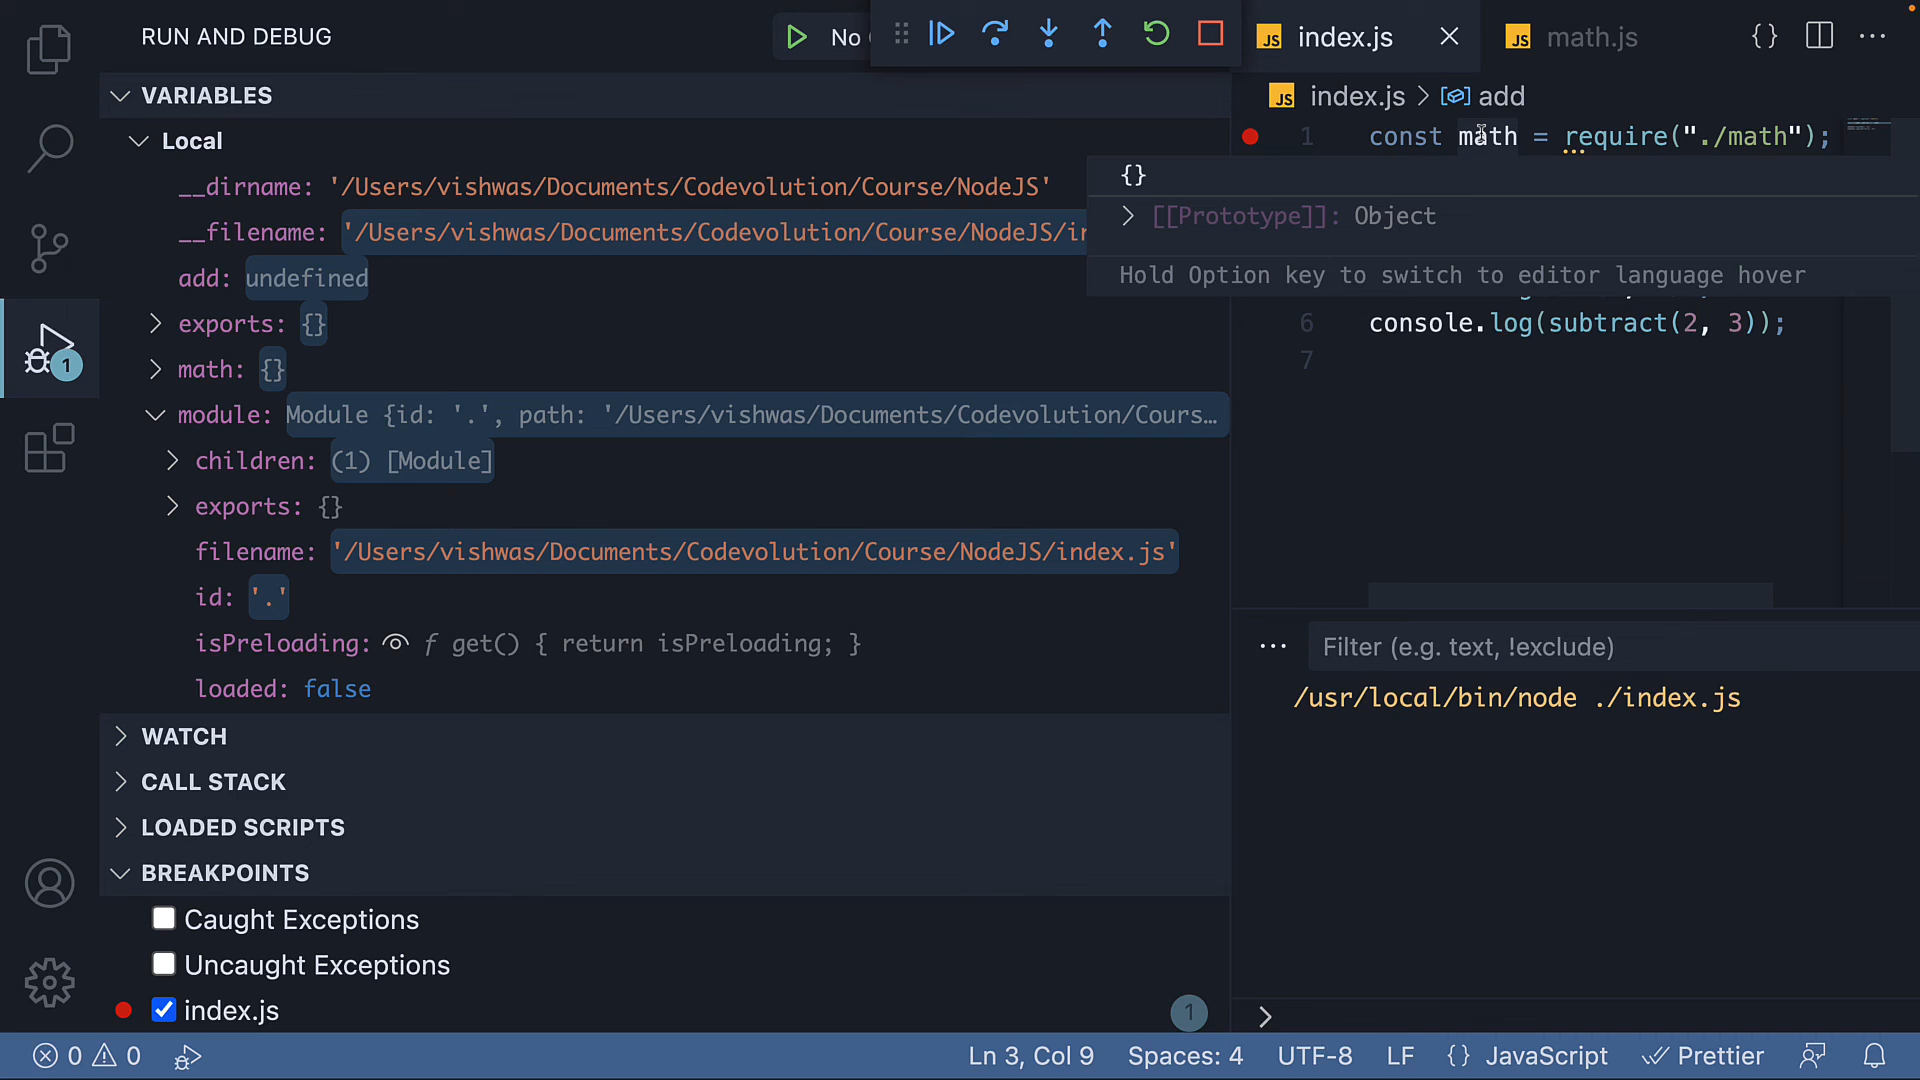 RUN AND DEBUG
No
index.js
math.js
VARIABLES
Local
__dirname: '/Users/vishwas/Documents/Codevolution/Course/NodeJS'
__filename: '/Users/vishwas/Documents/Codevolution/Course/NodeJS/i
add: undefined
exports: {}
math: {}
module: Module {id: '.', path: '/Users/vishwas/Documents/Codevolution/Cours…
children: (1) [Module]
exports: {}
filename: '/Users/vishwas/Documents/Codevolution/Course/NodeJS/index.js'
id: '.'
isPreloading: f get() { return isPreloading; }
loaded: false
WATCH
CALL STACK
LOADED SCRIPTS
BREAKPOINTS
Caught Exceptions
Uncaught Exceptions
index.js
1
1
index.js > add
1 const math = require("./math");
{}
[[Prototype]]: Object
Hold Option key to switch to editor language hover
6 console.log(subtract(2, 3));
7
Filter (e.g. text, !exclude)
/usr/local/bin/node ./index.js
0 0
Ln 3, Col 9
Spaces: 4
UTF-8
LF
{} JavaScript
Prettier